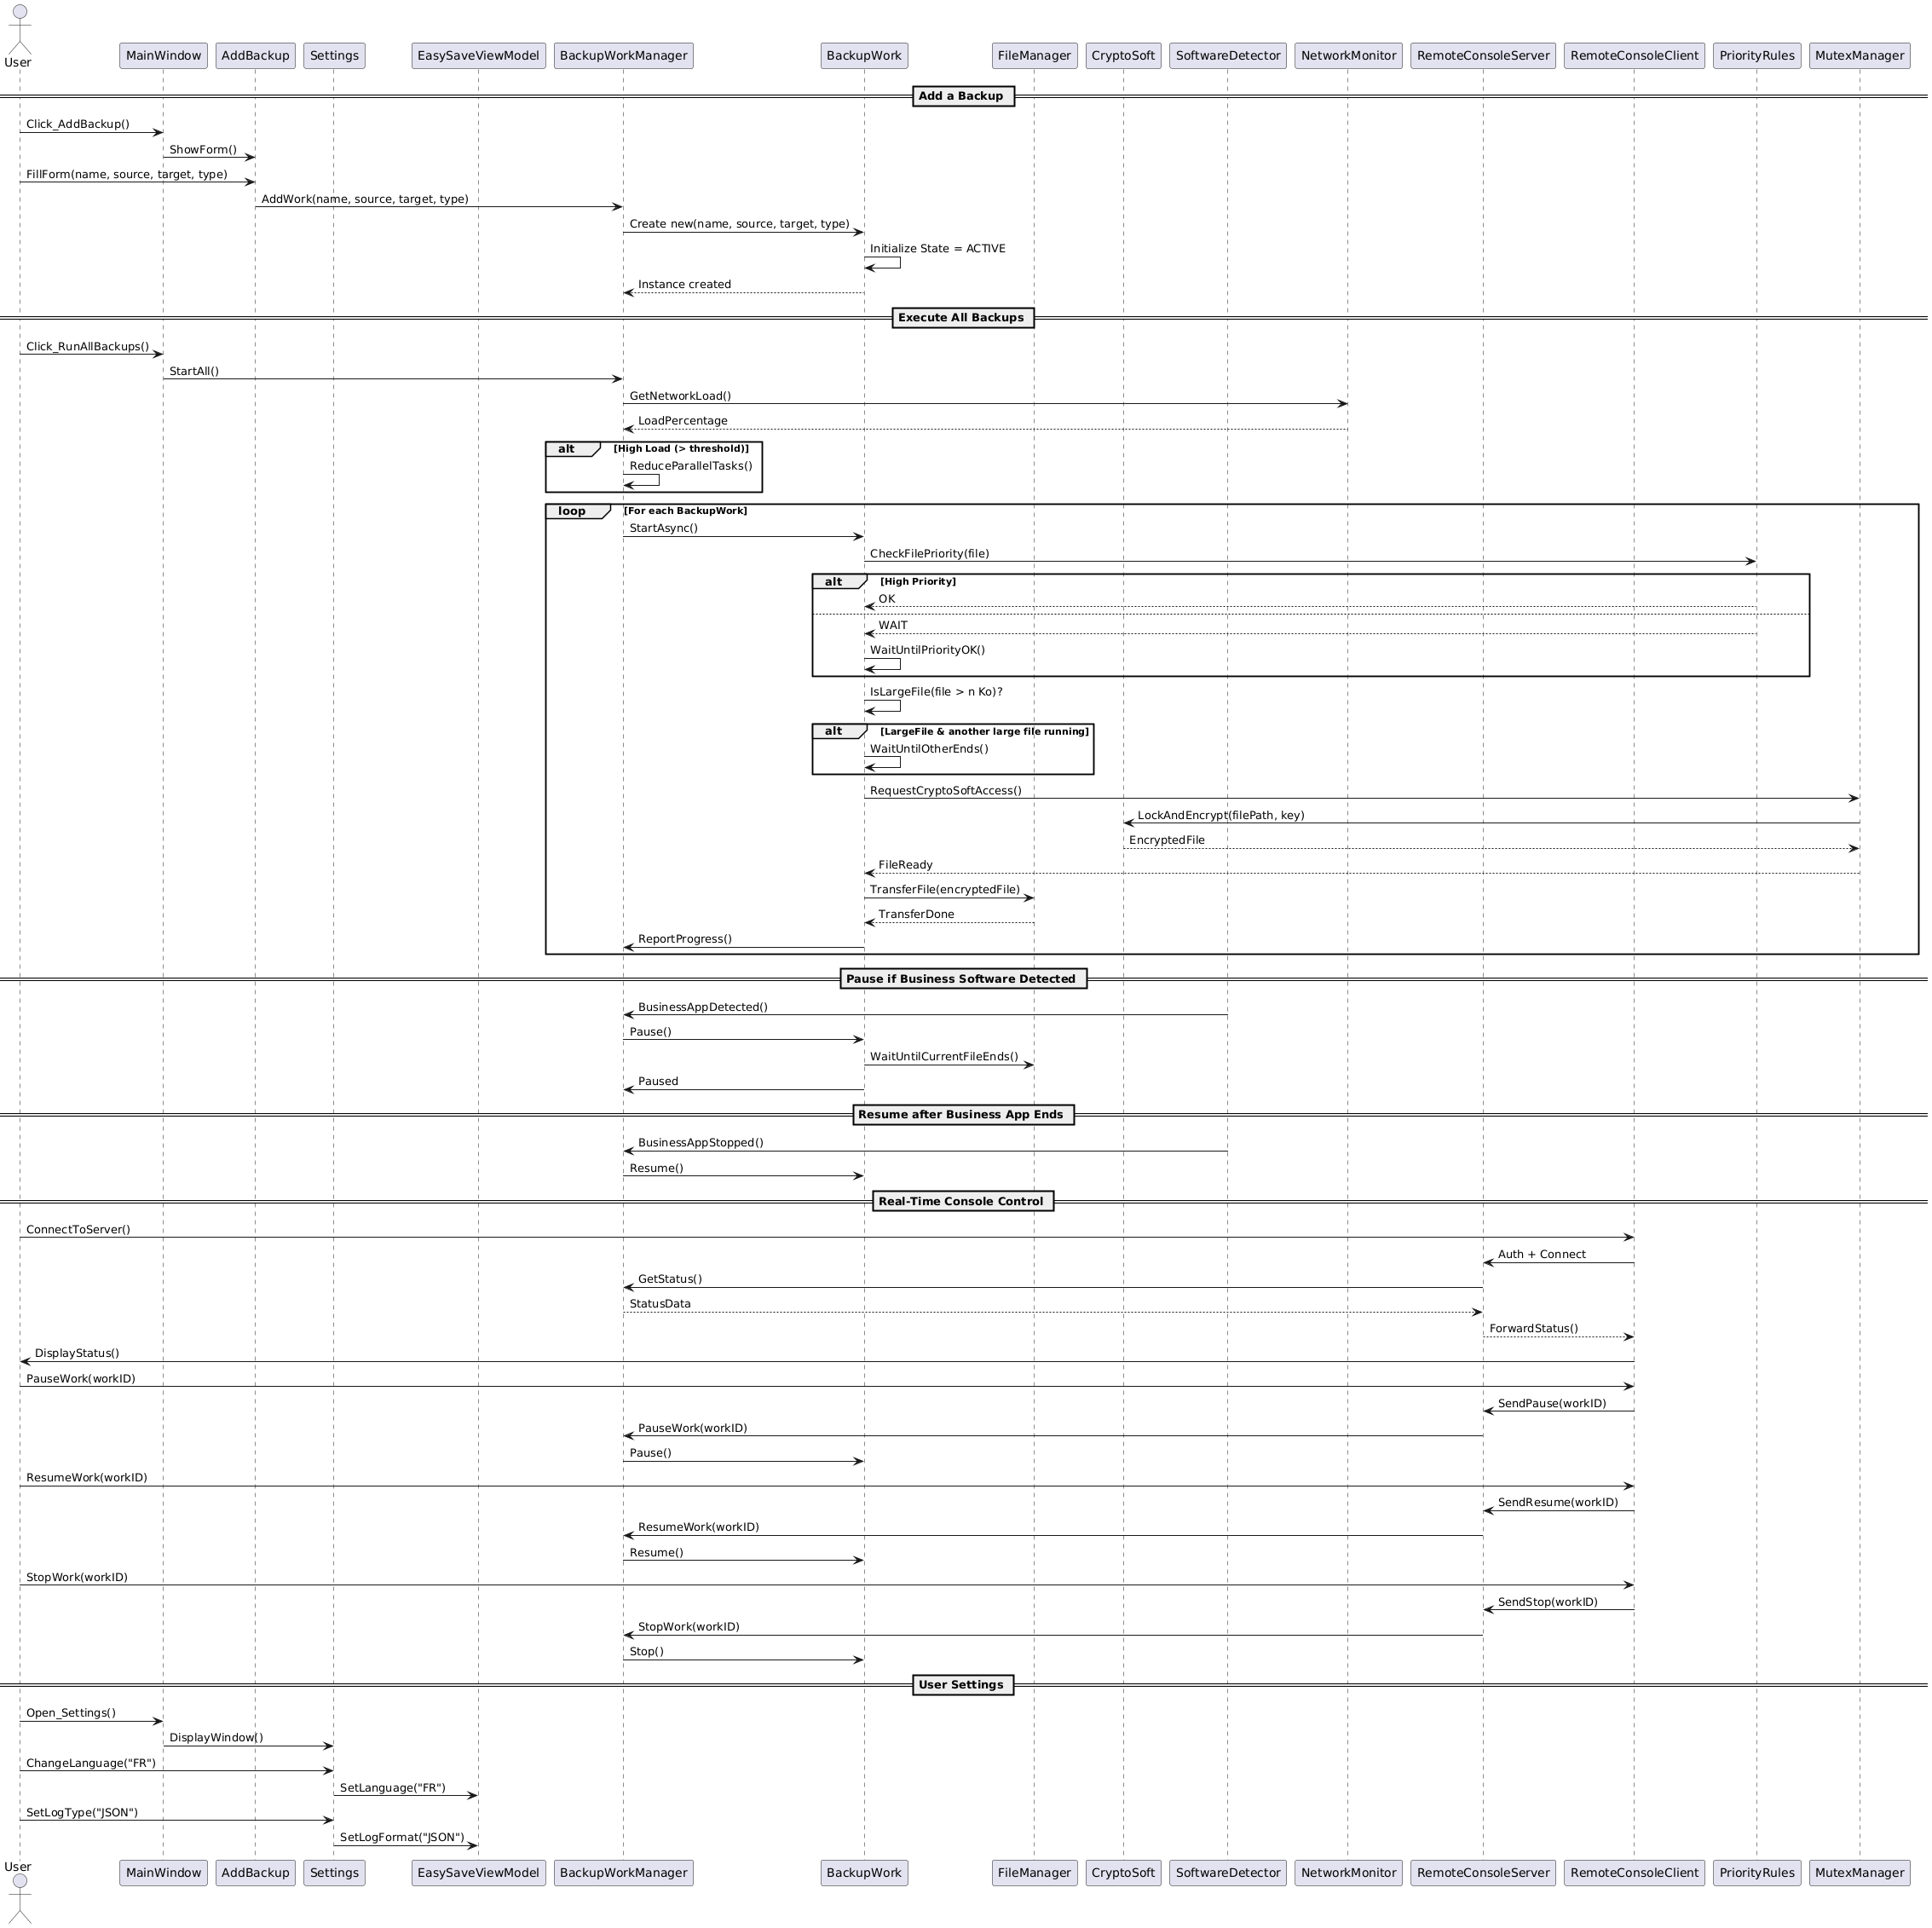 User
MainWindow
AddBackup
Settings
EasySaveViewModel
BackupWorkManager
BackupWork
FileManager
CryptoSoft
SoftwareDetector
NetworkMonitor
RemoteConsoleServer
RemoteConsoleClient
PriorityRules
MutexManager
Add a Backup
Click_AddBackup()
ShowForm()
FillForm(name, source, target, type)
AddWork(name, source, target, type)
Create new(name, source, target, type)
Initialize State = ACTIVE
Instance created
Execute All Backups
Click_RunAllBackups()
StartAll()
GetNetworkLoad()
LoadPercentage
alt [High Load (> threshold)]
ReduceParallelTasks()
loop [For each BackupWork]
StartAsync()
CheckFilePriority(file)
alt [High Priority]
OK
WAIT
WaitUntilPriorityOK()
IsLargeFile(file > n Ko)?
alt [LargeFile & another large file running]
WaitUntilOtherEnds()
RequestCryptoSoftAccess()
LockAndEncrypt(filePath, key)
EncryptedFile
FileReady
TransferFile(encryptedFile)
TransferDone
ReportProgress()
Pause if Business Software Detected
BusinessAppDetected()
Pause()
WaitUntilCurrentFileEnds()
Paused
Resume after Business App Ends
BusinessAppStopped()
Resume()
Real-Time Console Control
ConnectToServer()
Auth + Connect
GetStatus()
StatusData
ForwardStatus()
DisplayStatus()
PauseWork(workID)
SendPause(workID)
PauseWork(workID)
Pause()
ResumeWork(workID)
SendResume(workID)
ResumeWork(workID)
Resume()
StopWork(workID)
SendStop(workID)
StopWork(workID)
Stop()
User Settings
Open_Settings()
DisplayWindow()
ChangeLanguage("FR")
SetLanguage("FR")
SetLogType("JSON")
SetLogFormat("JSON")
User
MainWindow
AddBackup
Settings
EasySaveViewModel
BackupWorkManager
BackupWork
FileManager
CryptoSoft
SoftwareDetector
NetworkMonitor
RemoteConsoleServer
RemoteConsoleClient
PriorityRules
MutexManager